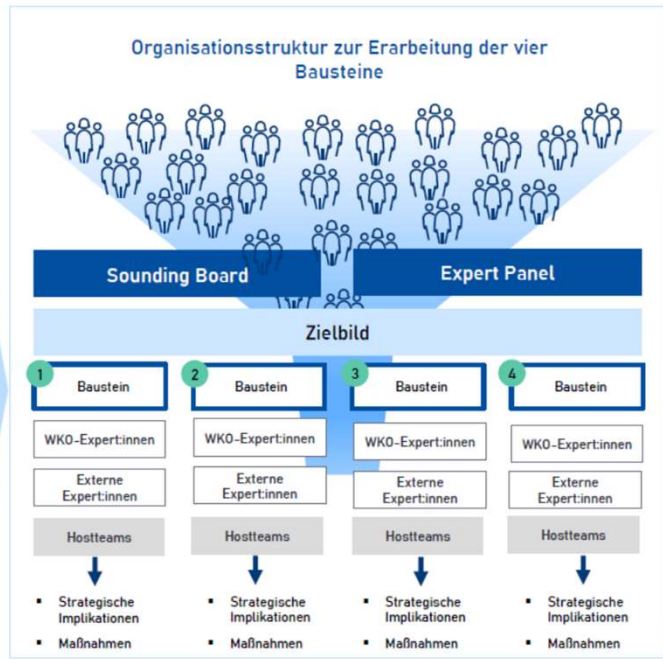 Organisationsstruktur zur Erarbeitung der vier
Bausteine
Sounding Board
Expert Panel
Zielbild
1
Baustein
WKO-Expert:innen
Externe
Expert:innen
Hostteams
▪ Strategische
Implikationen
▪ Maßnahmen
2
Baustein
WKO-Expert:innen
Externe
Expert:innen
Hostteams
▪ Strategische
Implikationen
▪ Maßnahmen
3
Baustein
WKO-Expert:innen
Externe
Expert:innen
Hostteams
▪ Strategische
Implikationen
▪ Maßnahmen
4
Baustein
WKO-Expert:innen
Externe
Expert:innen
Hostteams
▪ Strategische
Implikationen
▪ Maßnahmen